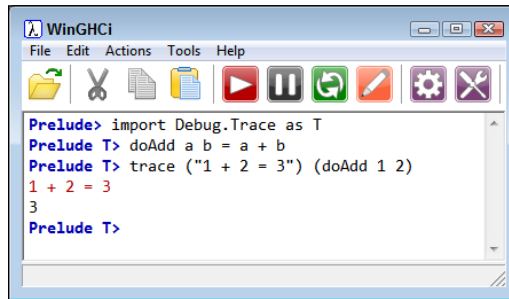 WinGHCi
File Edit Actions Tools Help
Prelude> import Debug.Trace as T
Prelude T> doAdd a b = a + b
Prelude T> trace ("1 + 2 = 3") (doAdd 1 2)
1 + 2 = 3
3
Prelude T>